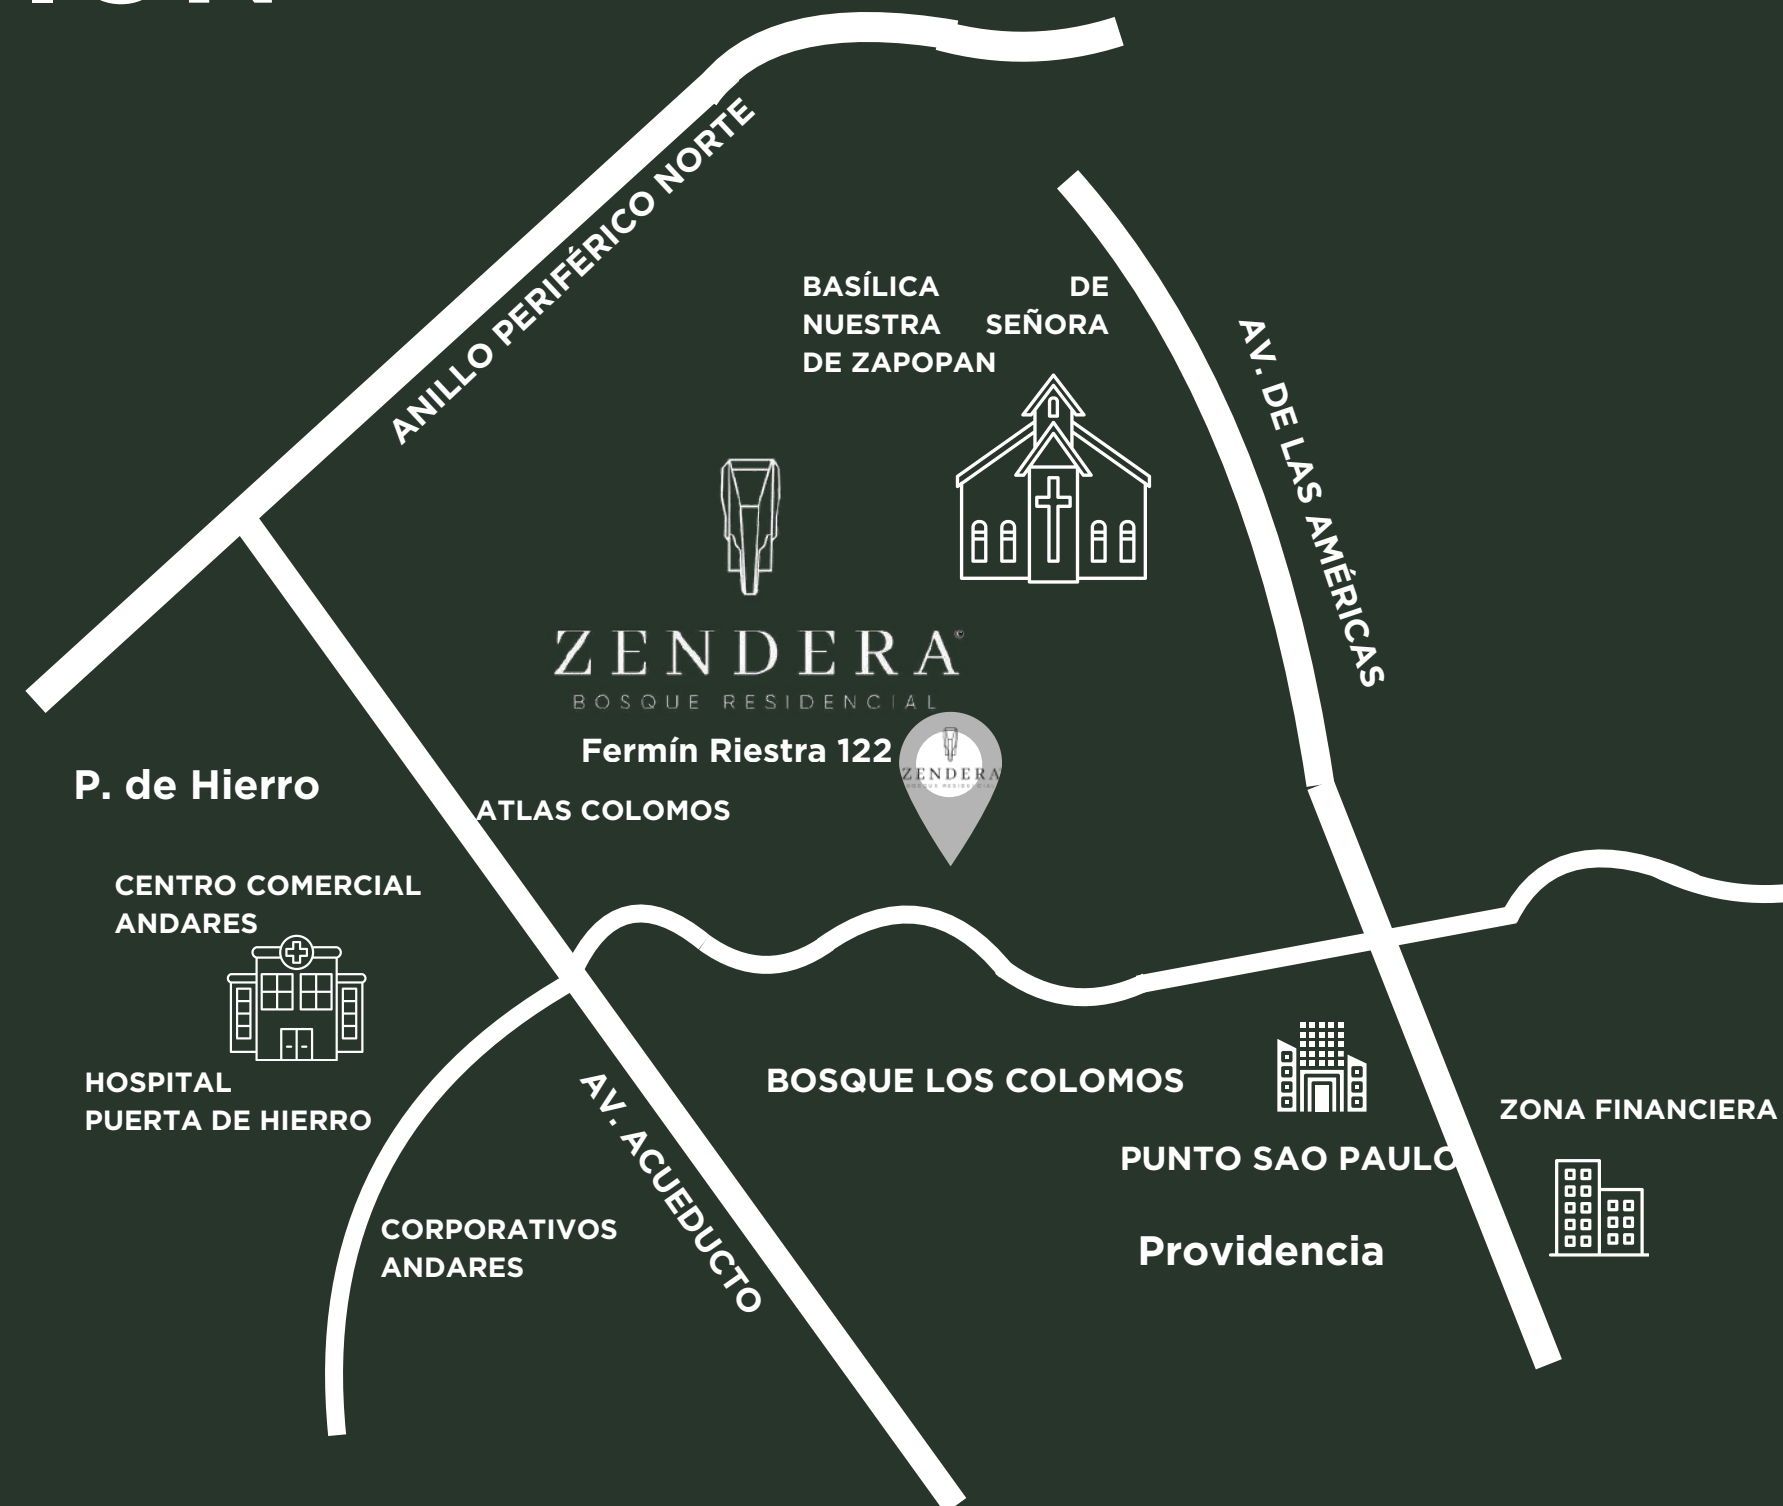 ANILLO PERIFÉRICO NORTE
BASÍLICA DE
NUESTRA SEÑORA
DE ZAPOPAN
AV. DE LAS AMÉRICAS
ZENDERA©
BOSQUE RESIDENCIAL
Fermín Riestra 122
ZENDERA
BOSQUE RESIDENCIAL
P. de Hierro
ATLAS COLOMOS
CENTRO COMERCIAL
ANDARES
HOSPITAL
PUERTA DE HIERRO
AV. ACUEDUCTO
BOSQUE LOS COLOMOS
ZONA FINANCIERA
PUNTO SAO PAULO
CORPORATIVOS
ANDARES
Providencia